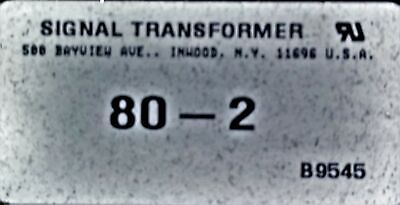 SIGNAL TRANSFORMER
500 BAYVIEW AVE., INWOOD, N.Y. 11696 U.S.A.
80-2
B9545